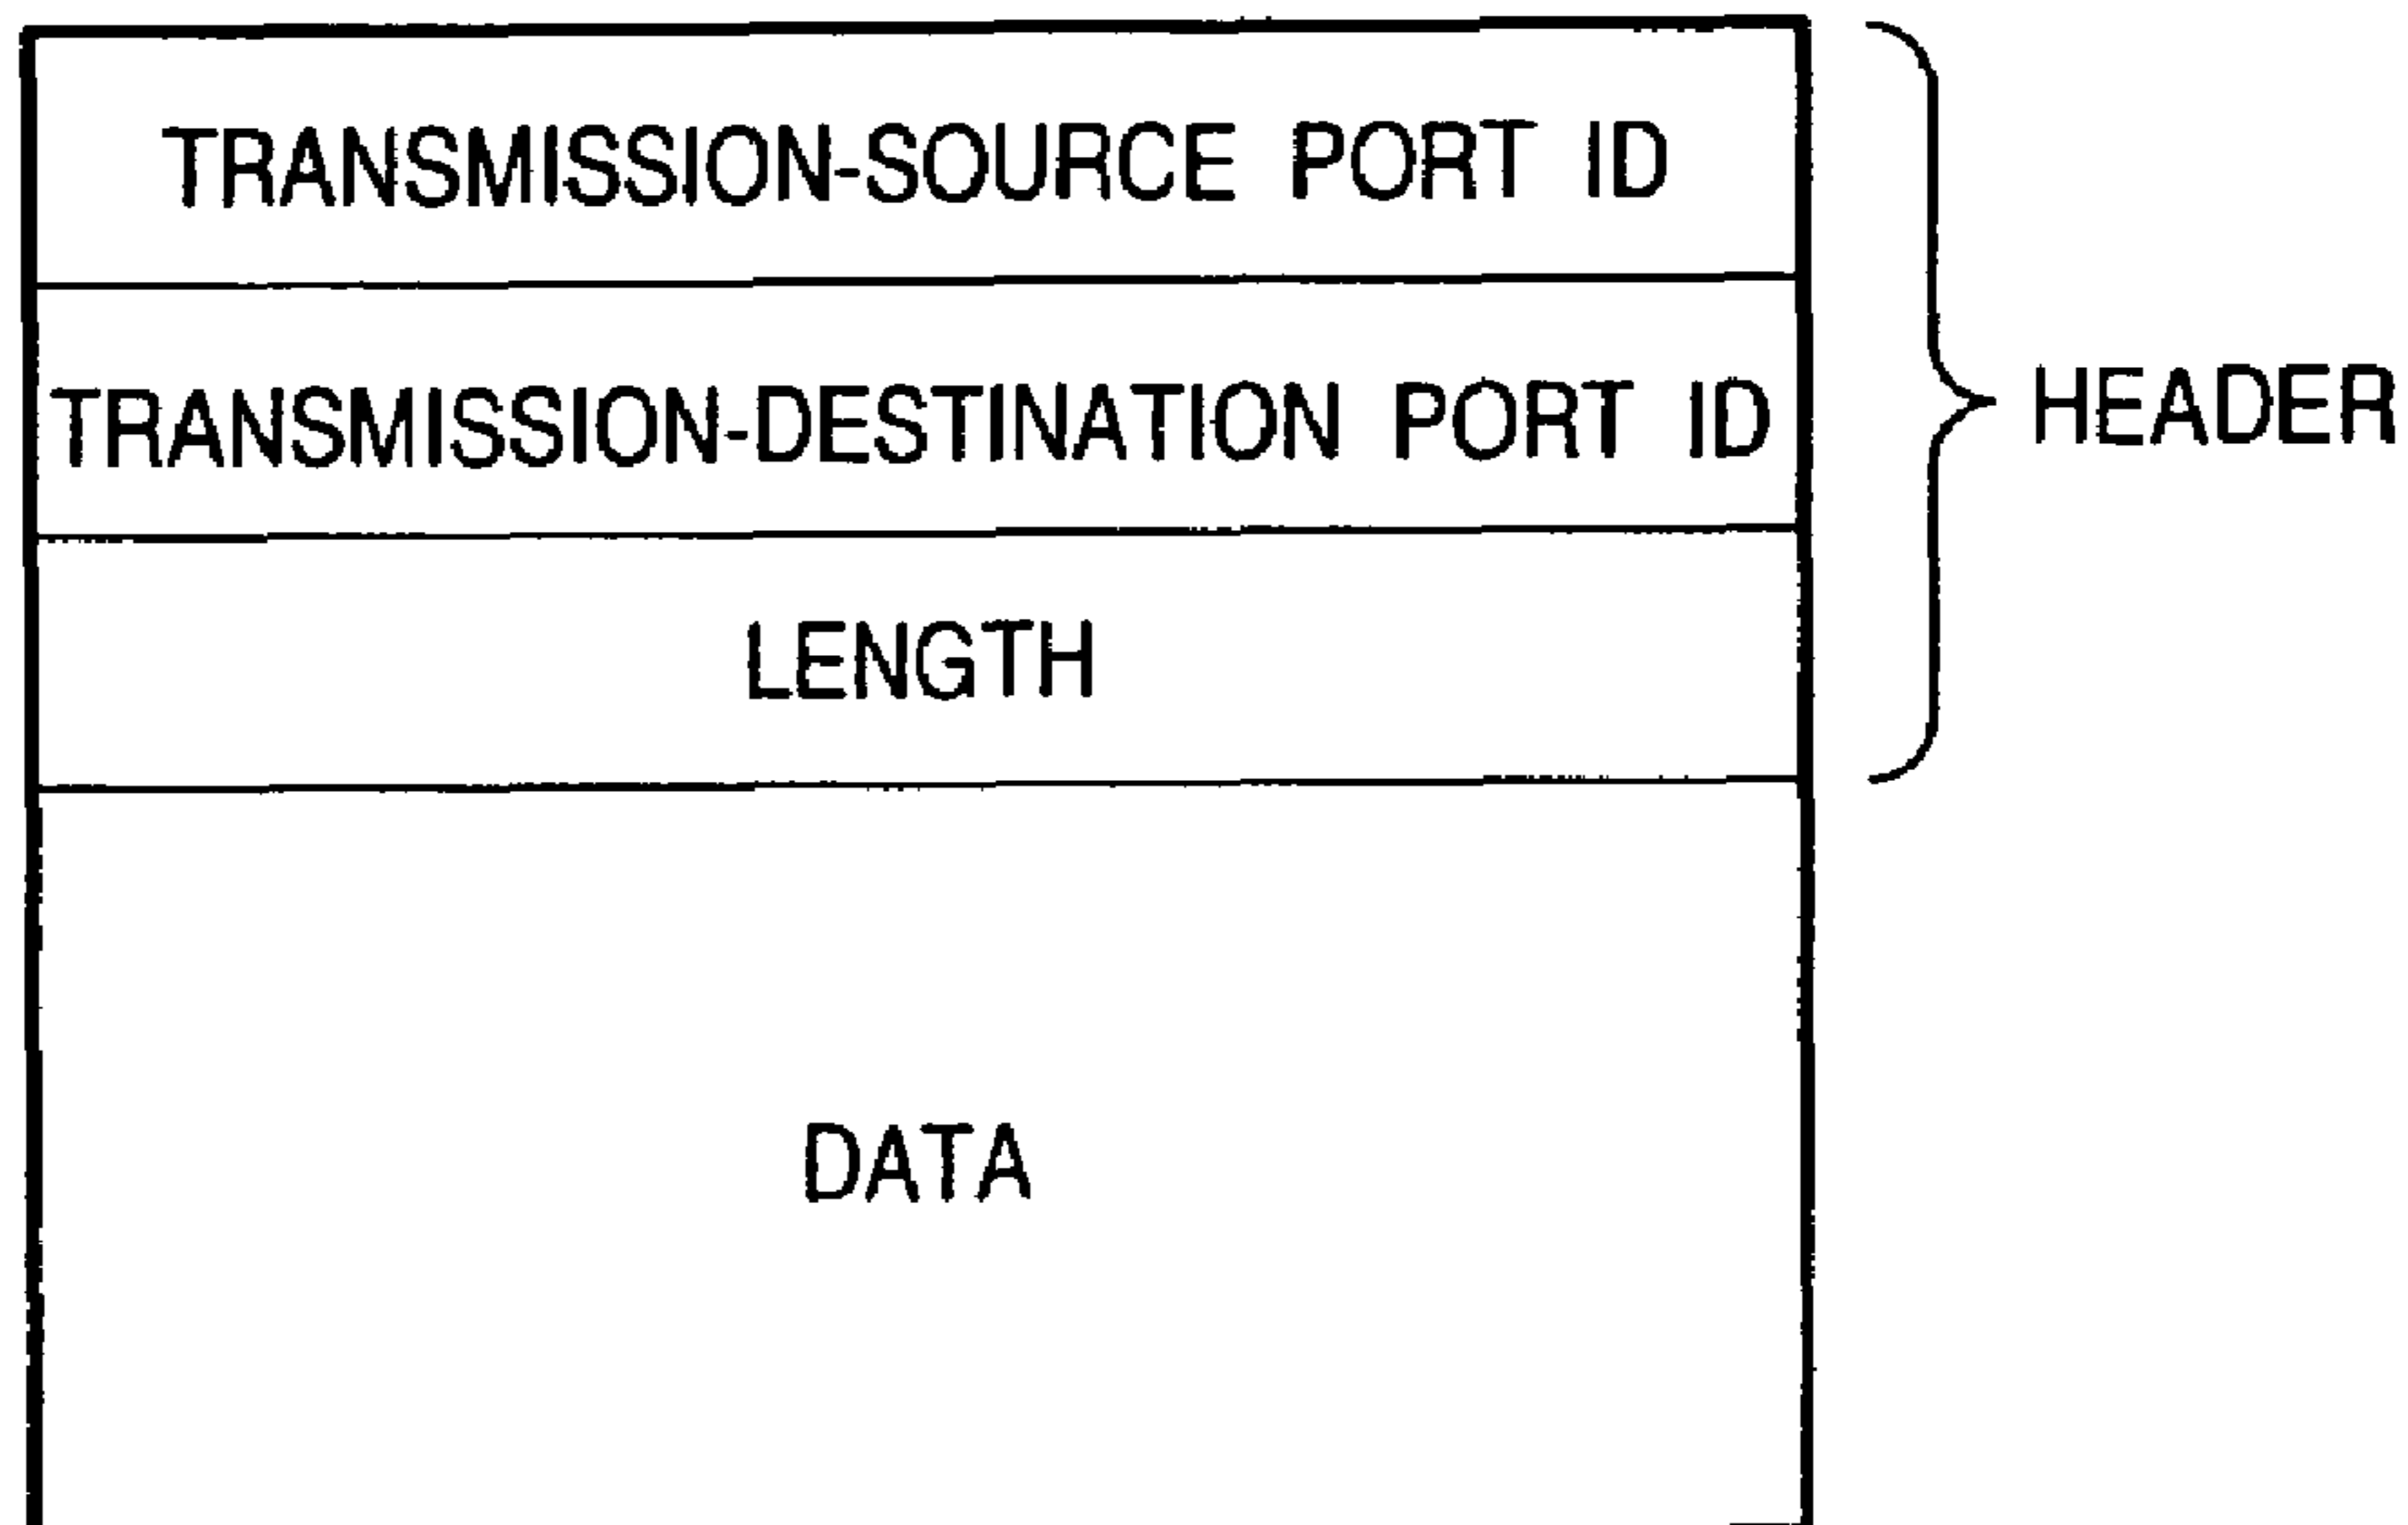 TRANSMISSION-SOURCE PORT ID
TRANSMISSION-DESTINATION PORT ID
HEADER
LENGTH
DATA